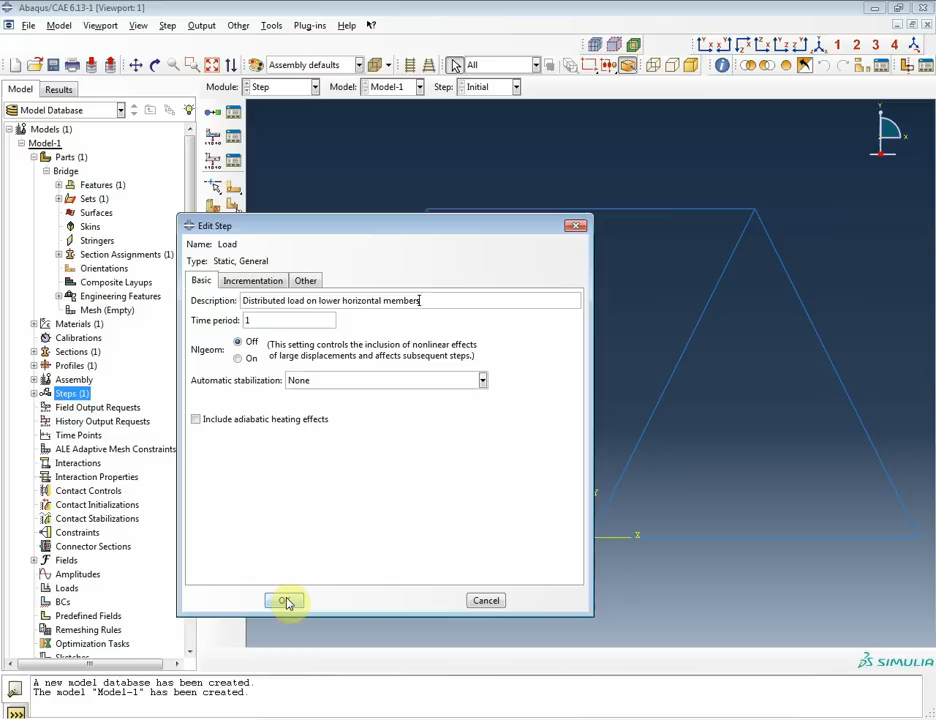 Abaqus/CAE 6.13-1 [Viewport: 1]
File Model Viewport View Step Output Other Tools Plug-ins Help
Assembly defaults All 1 2 3 4
Model Results Module: Step Model: Model-1 Step: Initial
Model Database
Models (1)
Model-1
Parts (1)
Bridge
Features (1)
Sets (1)
Surfaces
Skins
Stringers
Section Assignments (1)
Orientations
Composite Layups
Engineering Features
Mesh (Empty)
Materials (1)
Calibrations
Sections (1)
Profiles (1)
Assembly
Steps (1)
Field Output Requests
History Output Requests
Time Points
ALE Adaptive Mesh Constraints
Interactions
Interaction Properties
Contact Controls
Contact Initializations
Contact Stabilizations
Constraints
Connector Sections
Fields
Amplitudes
Loads
BCs
Predefined Fields
Remeshing Rules
Optimization Tasks
Sketches
Edit Step
Name: Load
Type: Static, General
Basic Incrementation Other
Description: Distributed load on lower horizontal members
Time period: 1
Nlgeom: Off (This setting controls the inclusion of nonlinear effects
On of large displacements and affects subsequent steps.)
Automatic stabilization: None
Include adiabatic heating effects
OK Cancel
Y
X
Y
X
SIMULIA
A new model database has been created.
The model "Model-1" has been created.
>>>